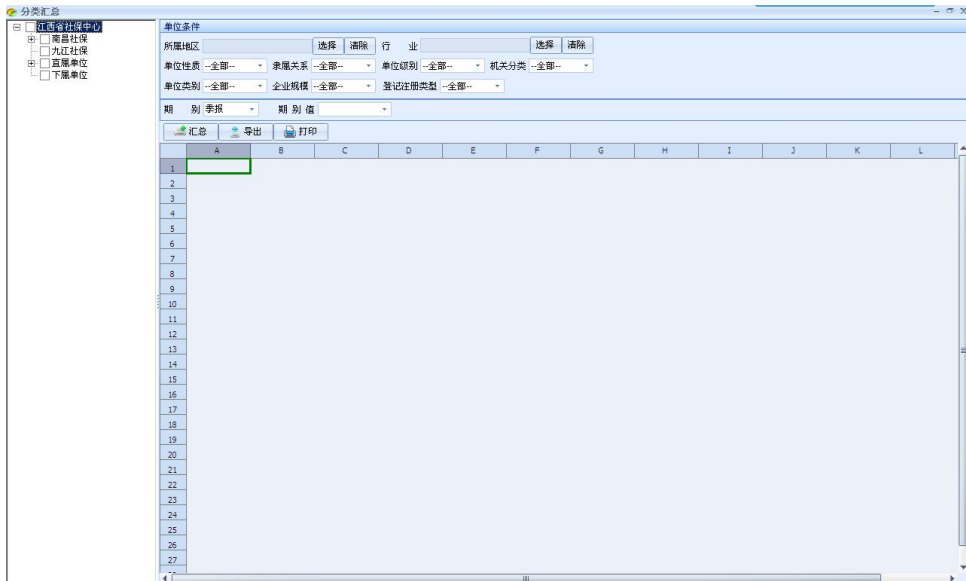 分类汇总
江西省社保中心
南昌社保
九江社保
直属单位
下属单位
单位条件
所属地区 选择 清除 行 业 选择 清除
单位性质 --全部-- 隶属关系 --全部-- 单位级别 --全部-- 机关分类 --全部--
单位类别 --全部-- 企业规模 --全部-- 登记注册类型 --全部--
期 别 季报 期 别 值
汇总 导出 打印
A B C D E F G H I J K L
1
2
3
4
5
6
7
8
9
10
11
12
13
14
15
16
17
18
19
20
21
22
23
24
25
26
27